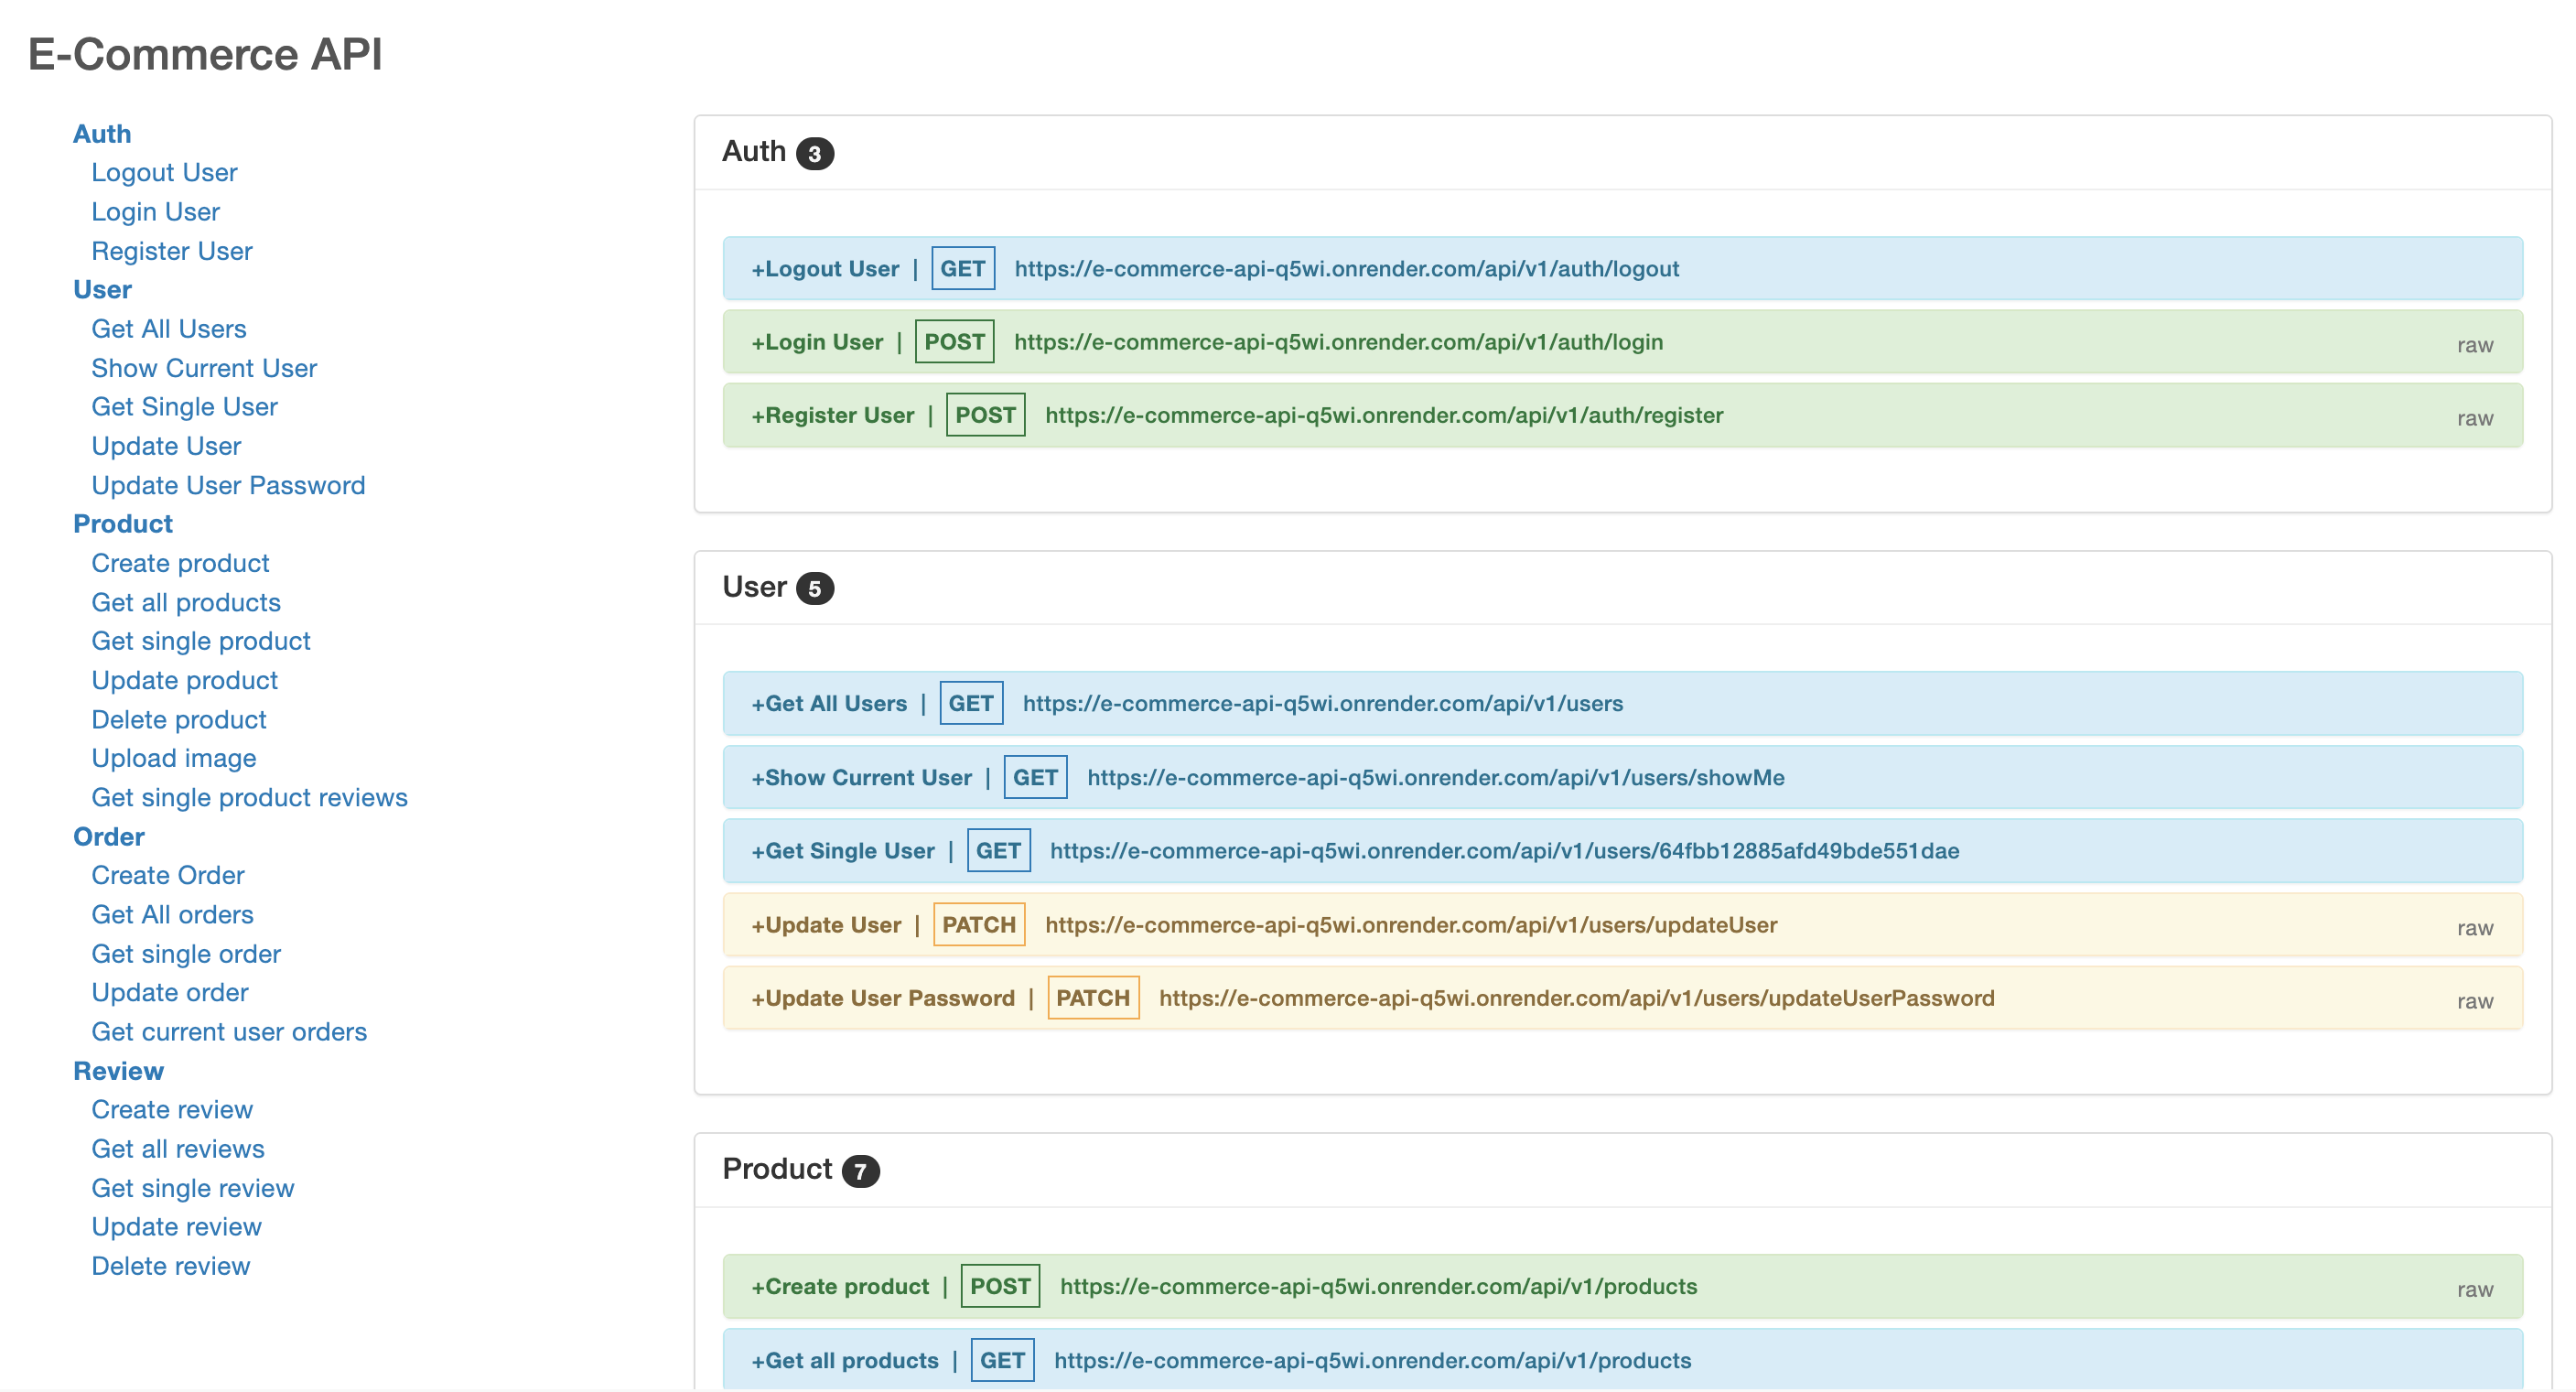 E-Commerce API
Auth
Logout User
Login User
Register User
User
Get All Users
Show Current User
Get Single User
Update User
Update User Password
Product
Create product
Get all products
Get single product
Update product
Delete product
Upload image
Get single product reviews
Order
Create Order
Get All orders
Get single order
Update order
Get current user orders
Review
Create review
Get all reviews
Get single review
Update review
Delete review
Auth 3
+Logout User | GET https://e-commerce-api-q5wi.onrender.com/api/v1/auth/logout
+Login User | POST https://e-commerce-api-q5wi.onrender.com/api/v1/auth/login raw
+Register User | POST https://e-commerce-api-q5wi.onrender.com/api/v1/auth/register raw
User 5
+Get All Users | GET https://e-commerce-api-q5wi.onrender.com/api/v1/users
+Show Current User | GET https://e-commerce-api-q5wi.onrender.com/api/v1/users/showMe
+Get Single User | GET https://e-commerce-api-q5wi.onrender.com/api/v1/users/64fbb12885afd49bde551dae
+Update User | PATCH https://e-commerce-api-q5wi.onrender.com/api/v1/users/updateUser raw
+Update User Password | PATCH https://e-commerce-api-q5wi.onrender.com/api/v1/users/updateUserPassword raw
Product 7
+Create product | POST https://e-commerce-api-q5wi.onrender.com/api/v1/products raw
+Get all products | GET https://e-commerce-api-q5wi.onrender.com/api/v1/products